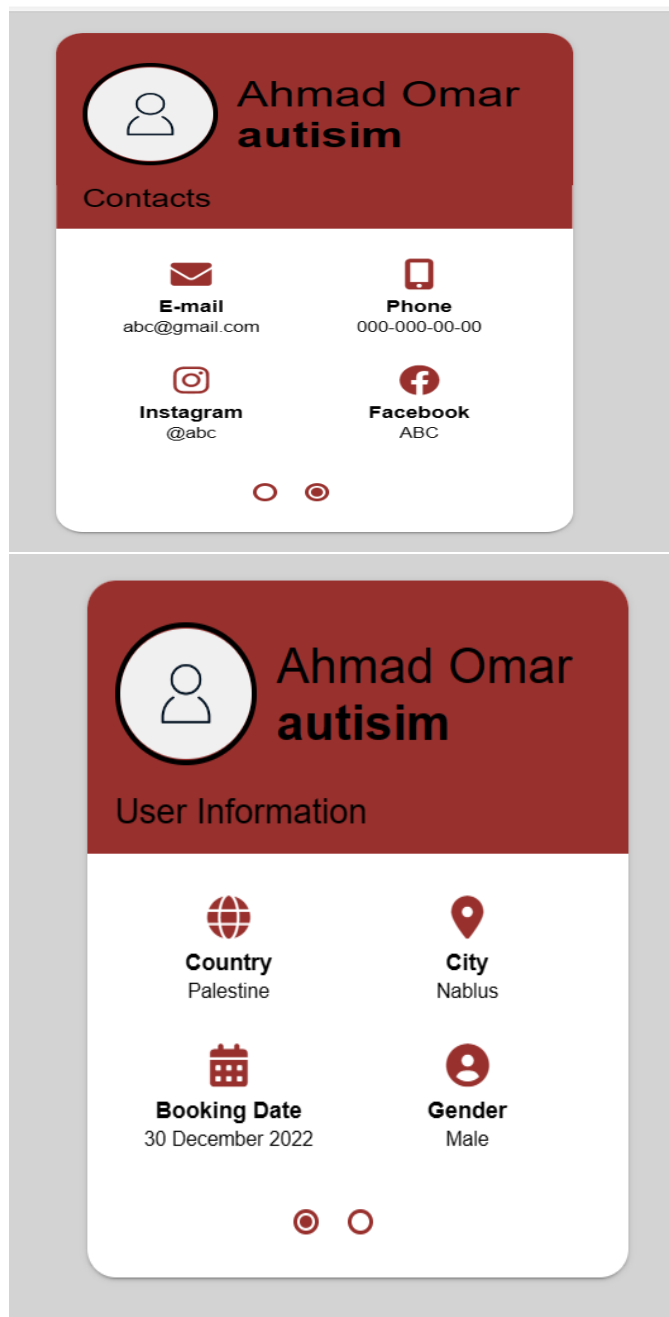 Ahmad Omar
autisim
Contacts
E-mail
abc@gmail.com
Phone
000-000-00-00
Instagram
@abc
Facebook
ABC
Ahmad Omar
autisim
User Information
Country
Palestine
City
Nablus
Booking Date
30 December 2022
Gender
Male